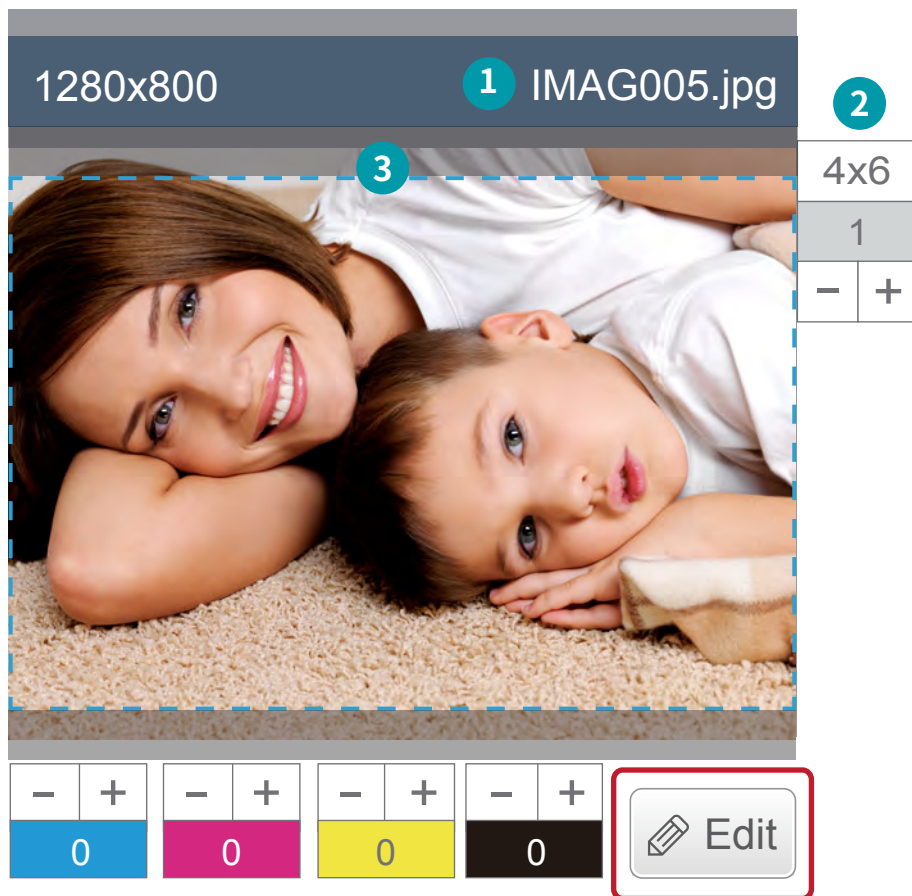 1280x800
1 IMAG005.jpg
2
3
4x6
1
− +
− + − + − + − +
0 0 0 0
Edit